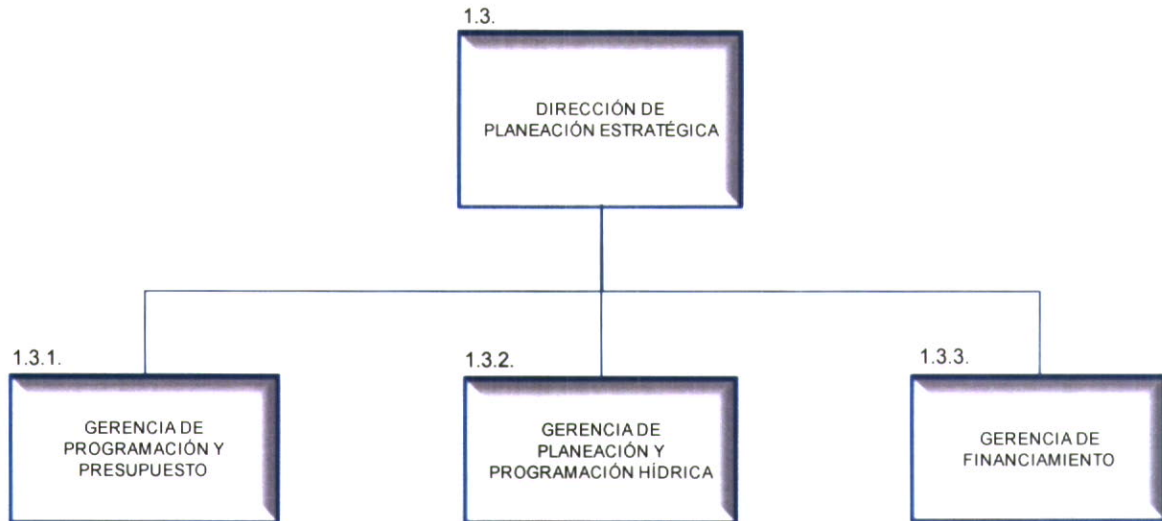 1.3.
DIRECCIÓN DE
PLANEACIÓN ESTRATÉGICA
1.3.1.
GERENCIA DE
PROGRAMACIÓN Y
PRESUPUESTO
1.3.2.
GERENCIA DE
PLANEACIÓN Y
PROGRAMACIÓN HÍDRICA
1.3.3.
GERENCIA DE
FINANCIAMIENTO